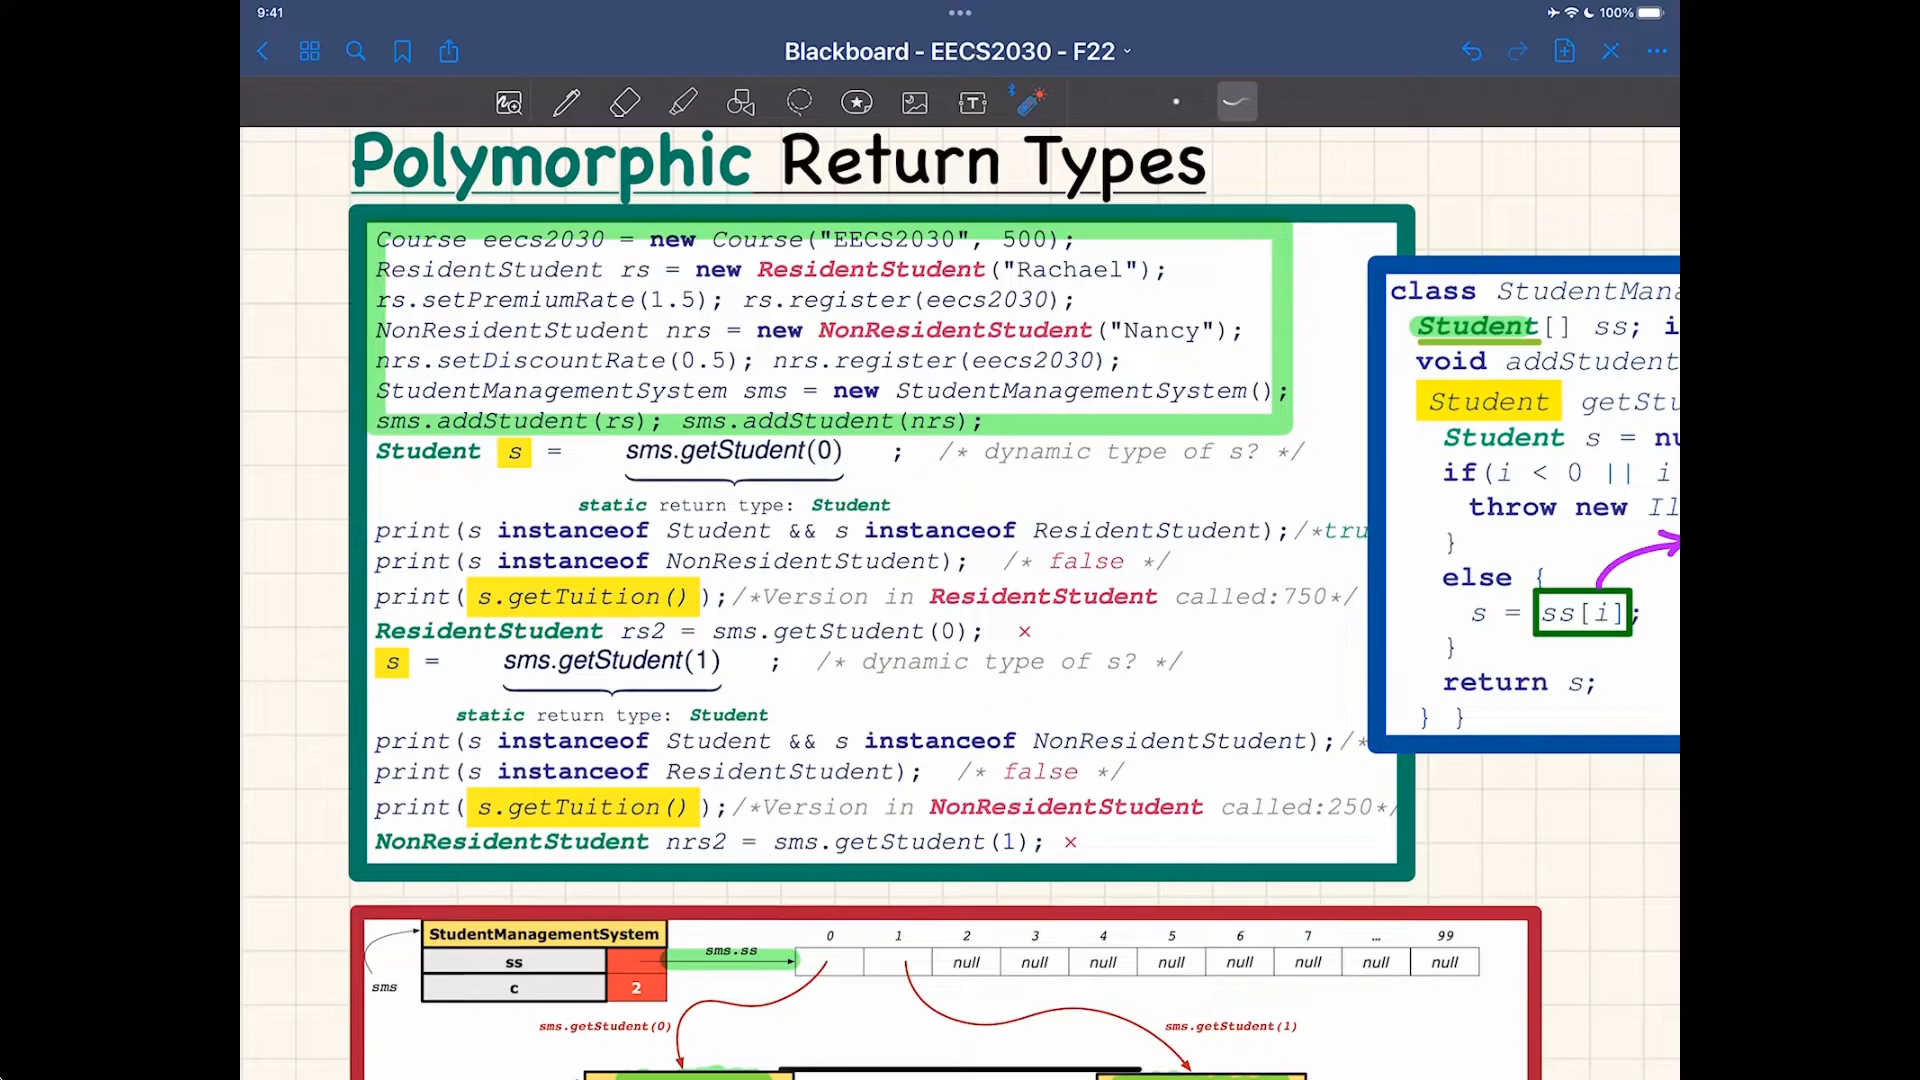 9:41
100%
Blackboard - EECS2030 - F22
Polymorphic Return Types
Course eecs2030 = new Course("EECS2030", 500);
ResidentStudent rs = new ResidentStudent("Rachael");
rs.setPremiumRate(1.5); rs.register(eecs2030);
NonResidentStudent nrs = new NonResidentStudent("Nancy");
nrs.setDiscountRate(0.5); nrs.register(eecs2030);
StudentManagementSystem sms = new StudentManagementSystem();
sms.addStudent(rs); sms.addStudent(nrs);
Student s = sms.getStudent(0) ; /* dynamic type of s? */
static return type: Student
print(s instanceof Student && s instanceof ResidentStudent);/*tru
print(s instanceof NonResidentStudent); /* false */
print( s.getTuition() );/*Version in ResidentStudent called:750*/
ResidentStudent rs2 = sms.getStudent(0); ×
s = sms.getStudent(1) ; /* dynamic type of s? */
static return type: Student
print(s instanceof Student && s instanceof NonResidentStudent);/*
print(s instanceof ResidentStudent); /* false */
print( s.getTuition() );/*Version in NonResidentStudent called:250*/
NonResidentStudent nrs2 = sms.getStudent(1); ×
class StudentMana
Student[] ss; i
void addStudent
Student getStu
Student s = nu
if(i < 0 || i
throw new Il
}
else {
s = ss[i];
}
return s;
} }
StudentManagementSystem
ss
c 2
sms
sms.ss
0 1 2 3 4 5 6 7 … 99
null null null null null null null null
sms.getStudent(0)
sms.getStudent(1)